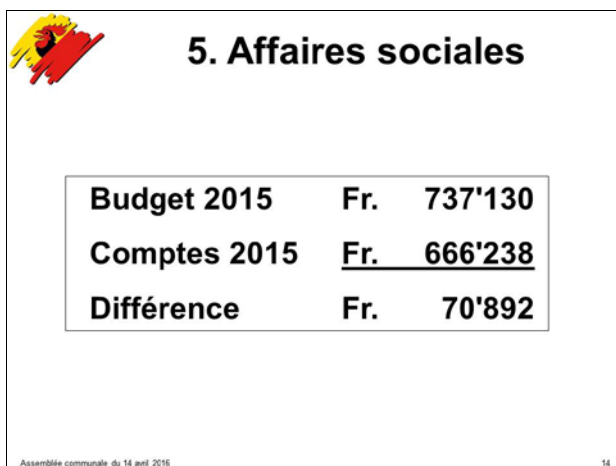 5. Affaires sociales
Budget 2015 Fr. 737'130
Comptes 2015 Fr. 666'238
Différence Fr. 70'892
Assemblée communale du 14 avril 2016 14